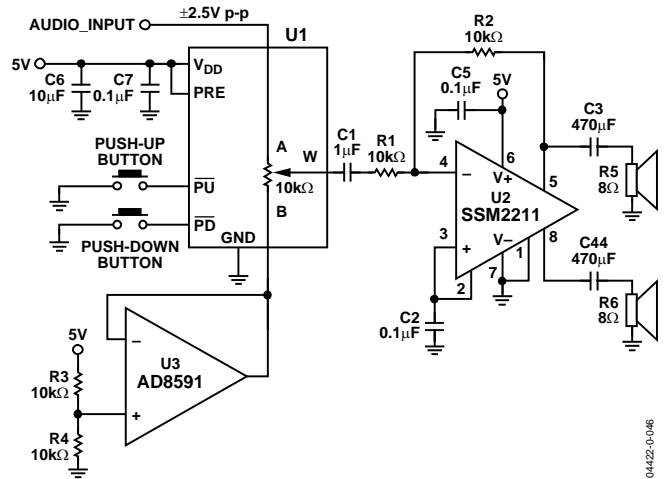 AUDIO_INPUT
±2.5V p-p
U1
5V
C6
10µF
C7
0.1µF
VDD
PRE
PUSH-UP
BUTTON
PU
PD
PUSH-DOWN
BUTTON
GND
A
W
10kΩ
B
C1
1µF
R1
10kΩ
R2
10kΩ
C5
0.1µF
5V
6
V+
4
−
U2
SSM2211
5
3
+
V−
8
2
7
1
C2
0.1µF
C3
470µF
R5
8Ω
C44
470µF
R6
8Ω
5V
R3
10kΩ
R4
10kΩ
−
U3
AD8591
+
04422-0-046